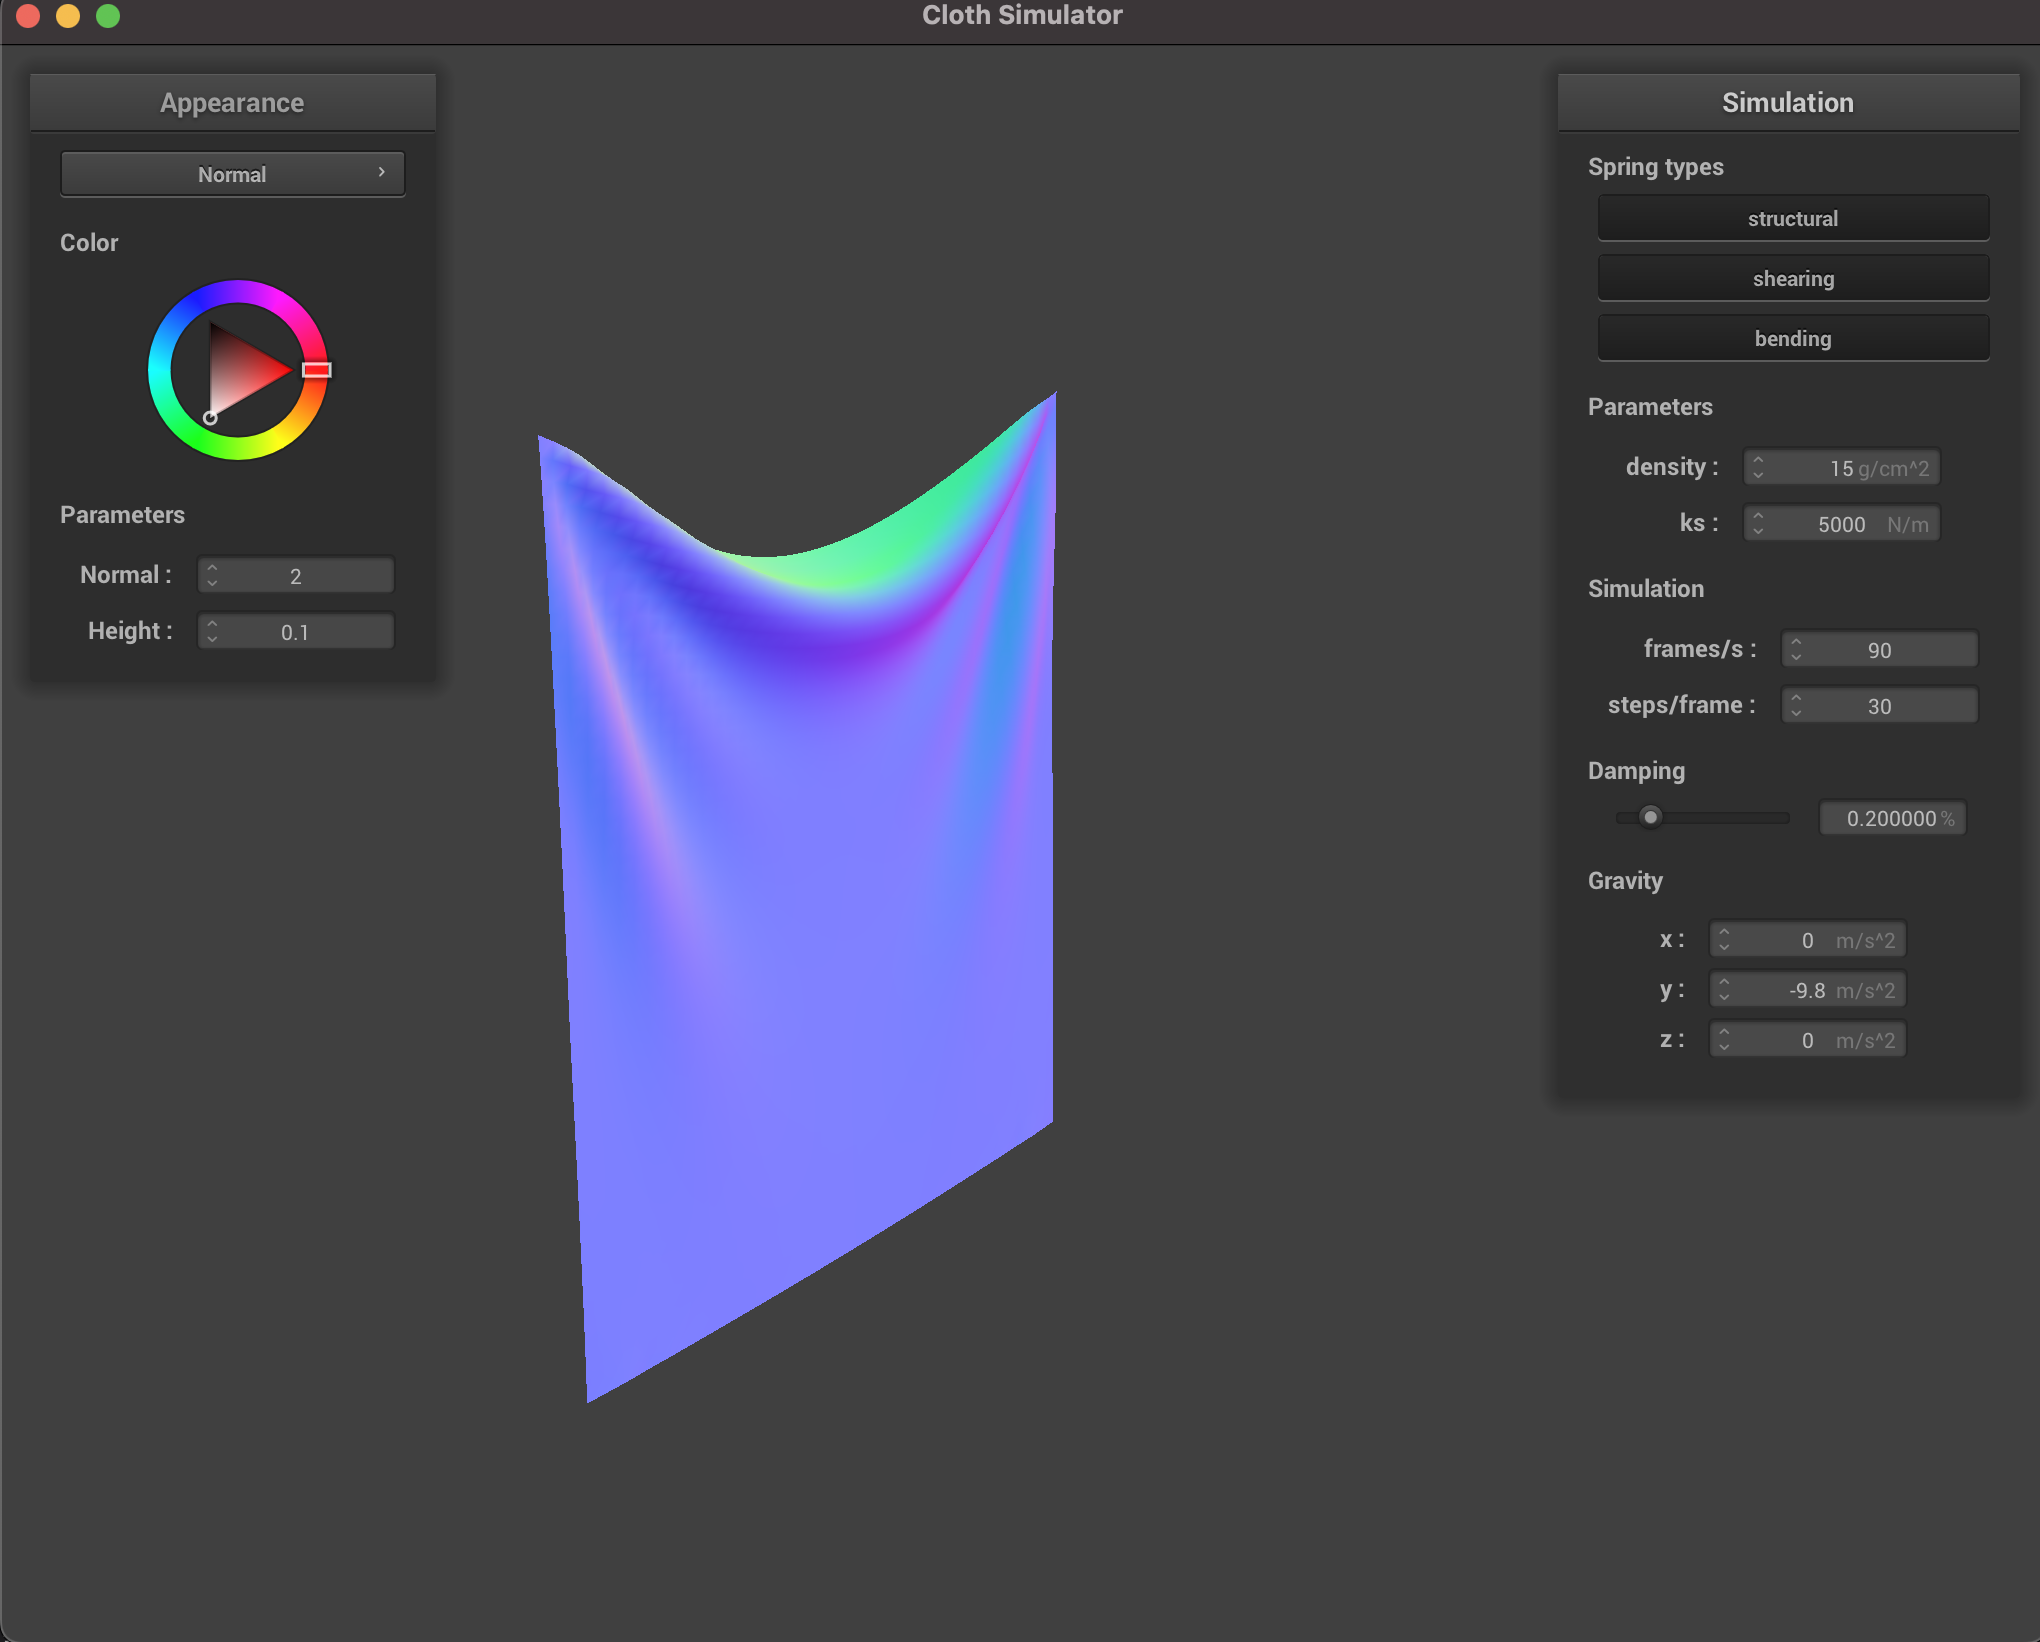 Cloth Simulator
Appearance
Normal
Color
Parameters
Normal : 2
Height : 0.1
Simulation
Spring types
structural
shearing
bending
Parameters
density : 15 g/cm^2
ks : 5000 N/m
Simulation
frames/s : 90
steps/frame : 30
Damping
0.200000 %
Gravity
x : 0 m/s^2
y : -9.8 m/s^2
z : 0 m/s^2